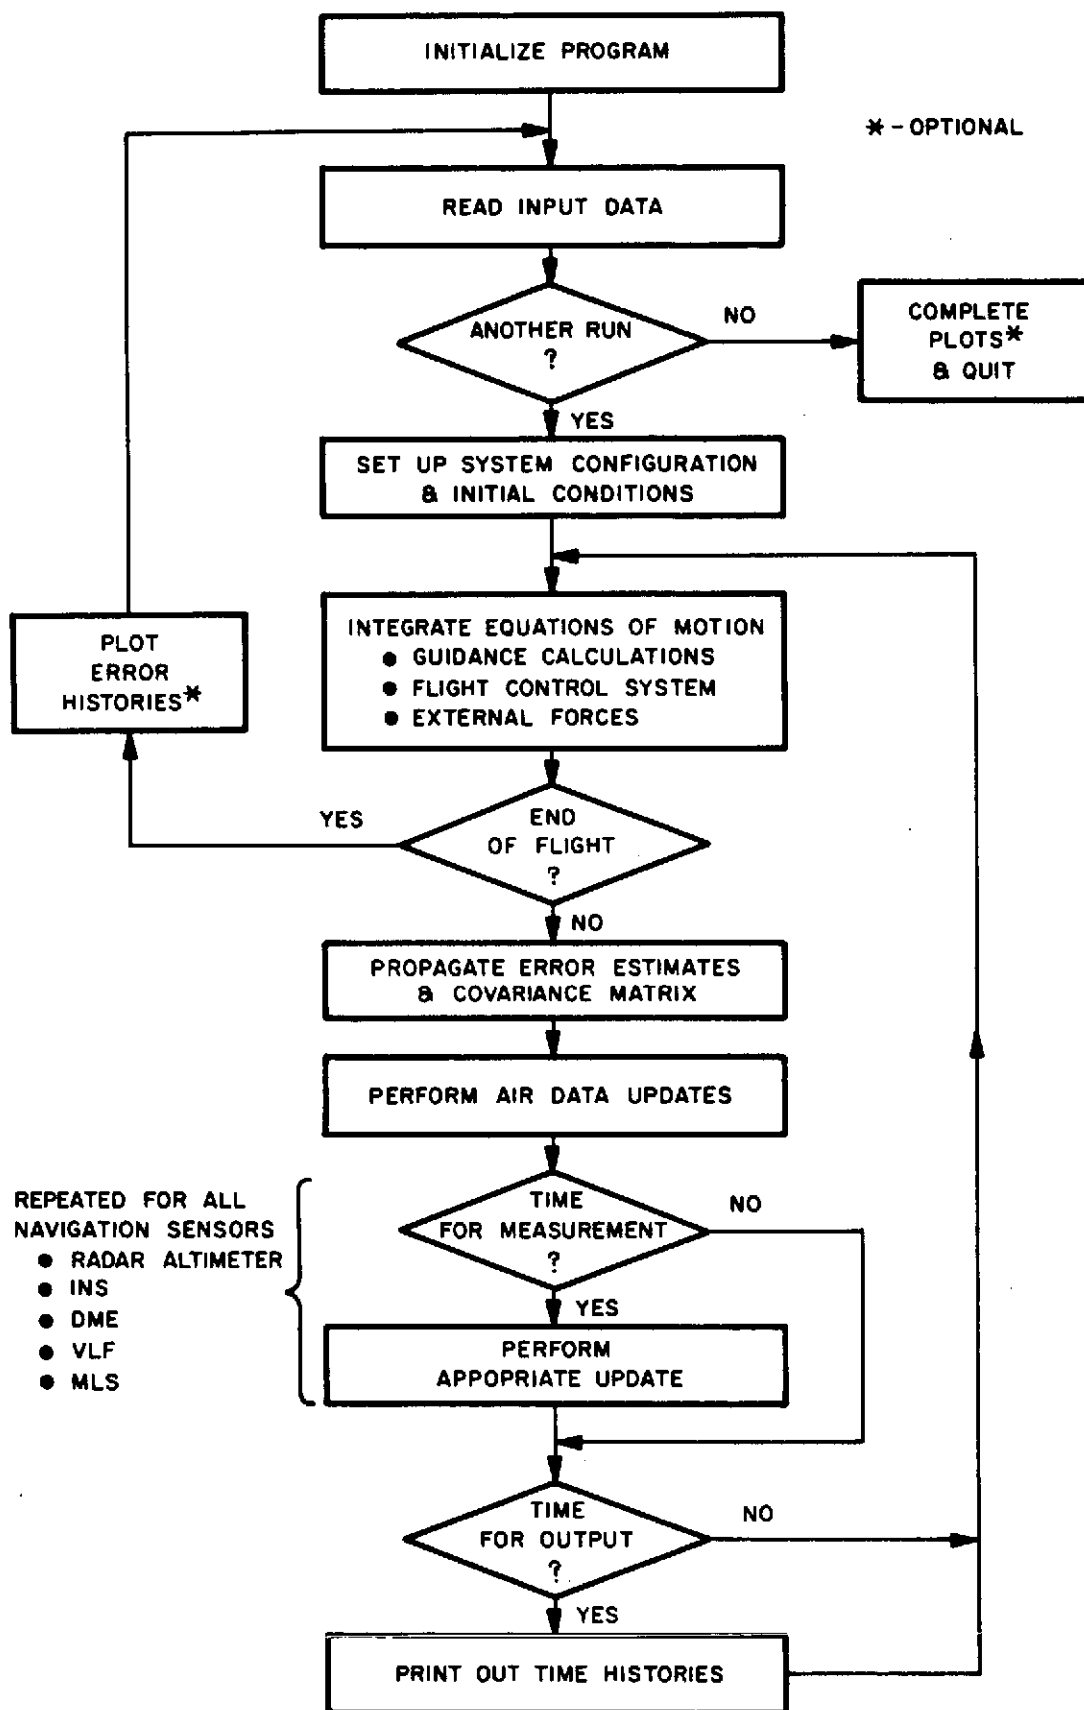 INITIALIZE PROGRAM
* - OPTIONAL
READ INPUT DATA
ANOTHER RUN
?
NO
COMPLETE
PLOTS*
& QUIT
YES
SET UP SYSTEM CONFIGURATION
& INITIAL CONDITIONS
INTEGRATE EQUATIONS OF MOTION
● GUIDANCE CALCULATIONS
● FLIGHT CONTROL SYSTEM
● EXTERNAL FORCES
PLOT
ERROR
HISTORIES*
YES
END
OF FLIGHT
?
NO
PROPAGATE ERROR ESTIMATES
& COVARIANCE MATRIX
PERFORM AIR DATA UPDATES
REPEATED FOR ALL
NAVIGATION SENSORS
● RADAR ALTIMETER
● INS
● DME
● VLF
● MLS
TIME
FOR MEASUREMENT
?
NO
YES
PERFORM
APPOPRIATE UPDATE
TIME
FOR OUTPUT
?
NO
YES
PRINT OUT TIME HISTORIES